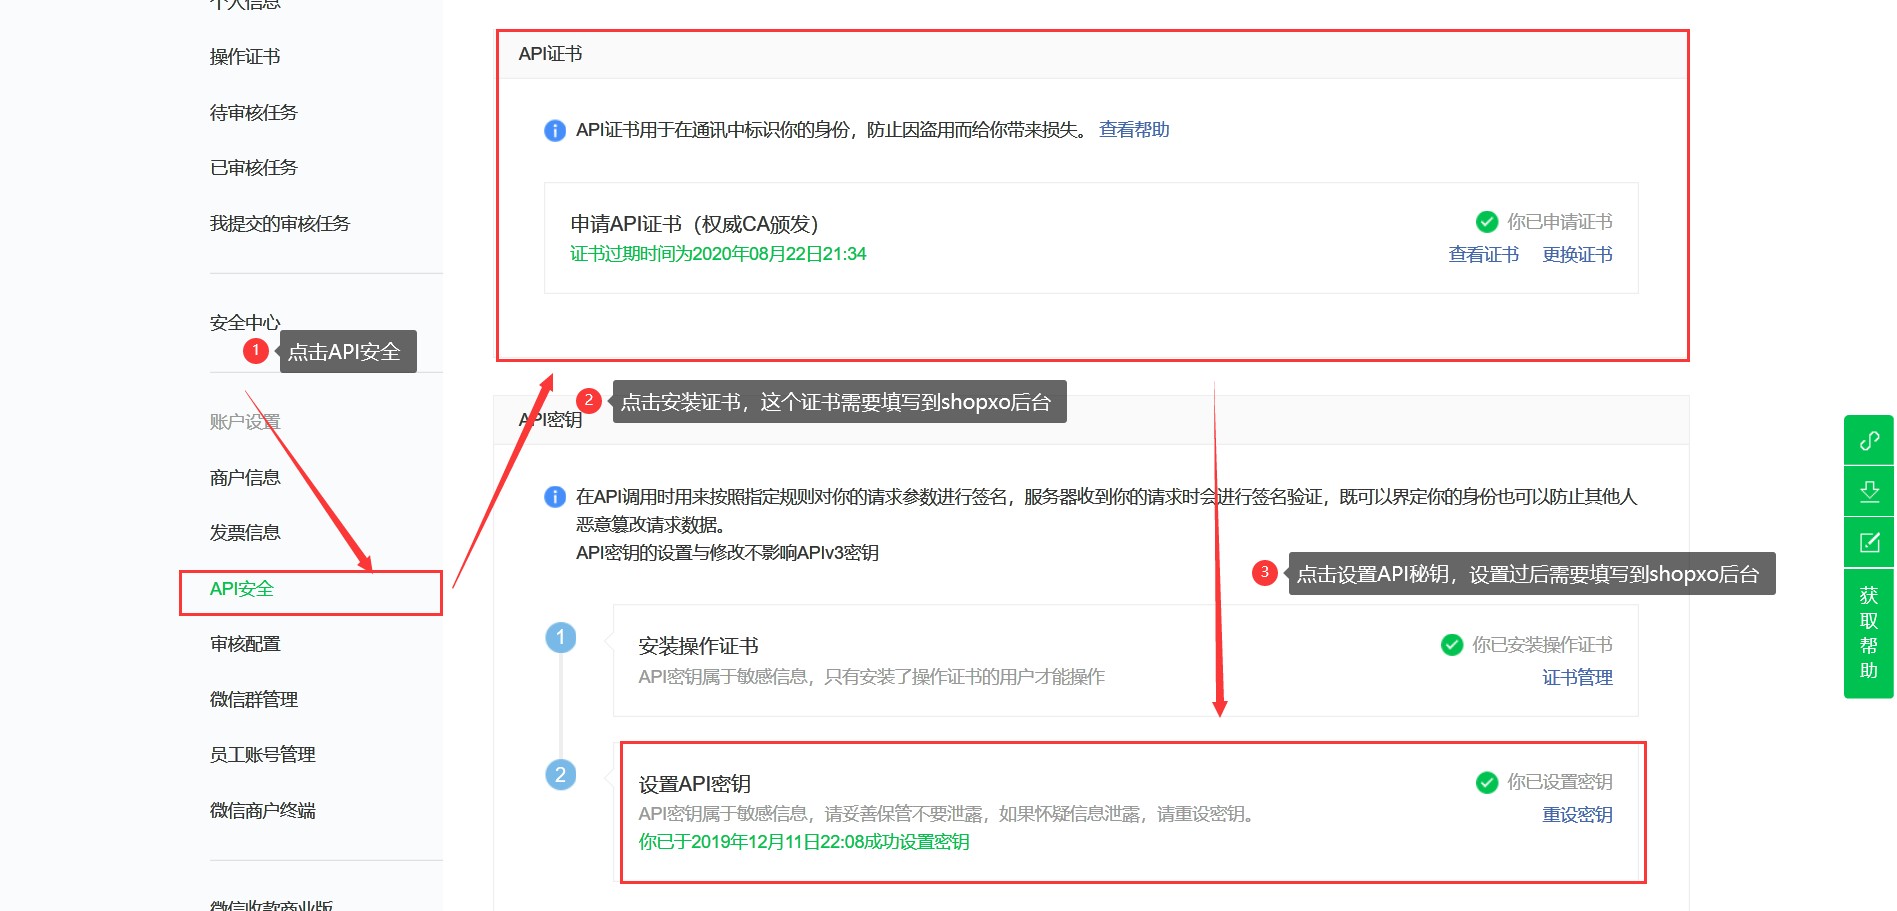 个人信息
操作证书
待审核任务
已审核任务
我提交的审核任务
安全中心
1
点击API安全
账户设置
商户信息
发票信息
API安全
审核配置
微信群管理
员工账号管理
微信商户终端
微信收款商业版
API证书
API证书用于在通讯中标识你的身份，防止因盗用而给你带来损失。 查看帮助
申请API证书（权威CA颁发）
你已申请证书
证书过期时间为2020年08月22日21:34
查看证书 更换证书
2
点击安装证书，这个证书需要填写到shopxo后台
API密钥
在API调用时用来按照指定规则对你的请求参数进行签名，服务器收到你的请求时会进行签名验证，既可以界定你的身份也可以防止其他人
恶意篡改请求数据。
API密钥的设置与修改不影响APIv3密钥
3
点击设置API秘钥，设置过后需要填写到shopxo后台
1
安装操作证书
你已安装操作证书
API密钥属于敏感信息，只有安装了操作证书的用户才能操作
证书管理
2
设置API密钥
你已设置密钥
API密钥属于敏感信息，请妥善保管不要泄露，如果怀疑信息泄露，请重设密钥。
重设密钥
你已于2019年12月11日22:08成功设置密钥
获
取
帮
助